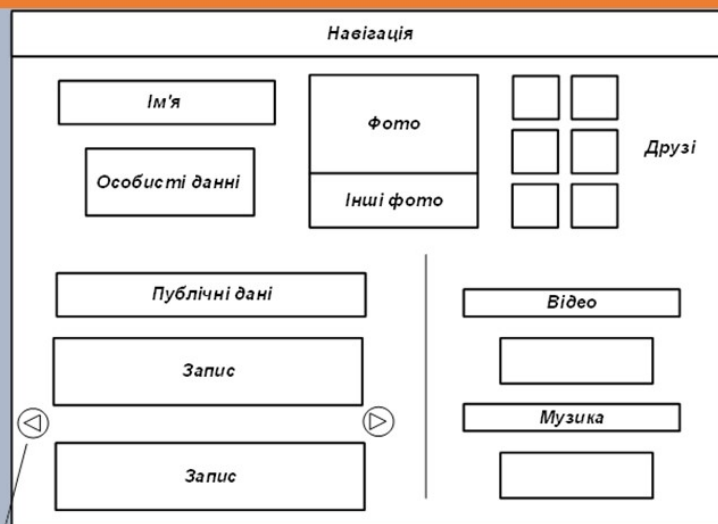 Навігація
Ім'я
Фото
Друзі
Особисті данні
Інші фото
Публічні дані
Відео
Запис
Музика
Запис